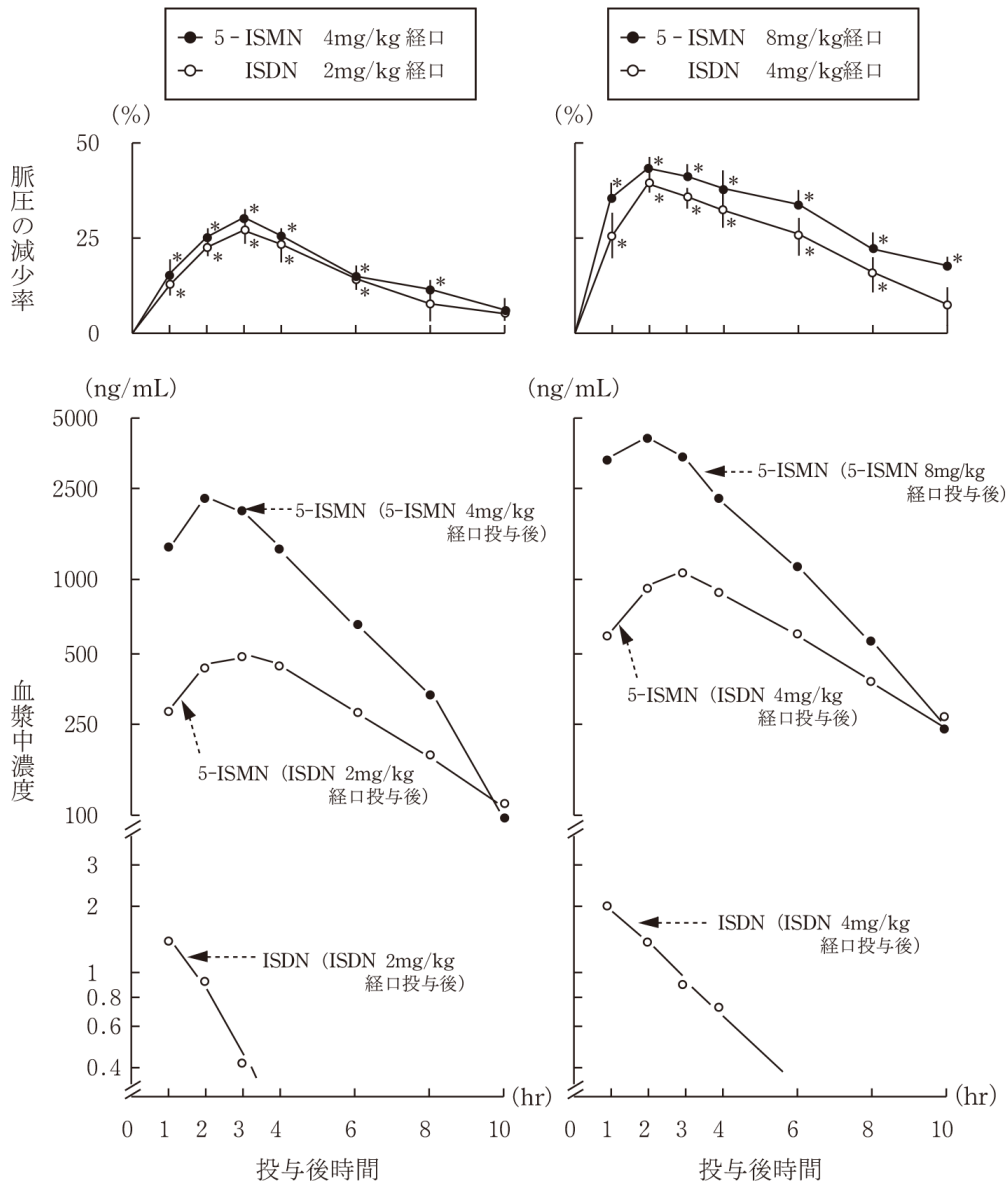 5-ISMN 4mg/kg 経口
ISDN 2mg/kg 経口
5-ISMN 8mg/kg経口
ISDN 4mg/kg経口
(%)
50
25
0
脈圧の減少率
(%)
* * * * * *
* * * * *
* * * * * * *
* * * * * *
(ng/mL)
5000
2500
1000
500
250
100
3
2
1
0.8
0.6
0.4
血漿中濃度
5-ISMN (5-ISMN 4mg/kg
経口投与後)
5-ISMN (ISDN 2mg/kg
経口投与後)
ISDN (ISDN 2mg/kg
経口投与後)
(hr)
0 1 2 3 4 6 8 10
投与後時間
(ng/mL)
5-ISMN (5-ISMN 8mg/kg
経口投与後)
5-ISMN (ISDN 4mg/kg
経口投与後)
ISDN (ISDN 4mg/kg
経口投与後)
(hr)
0 1 2 3 4 6 8 10
投与後時間